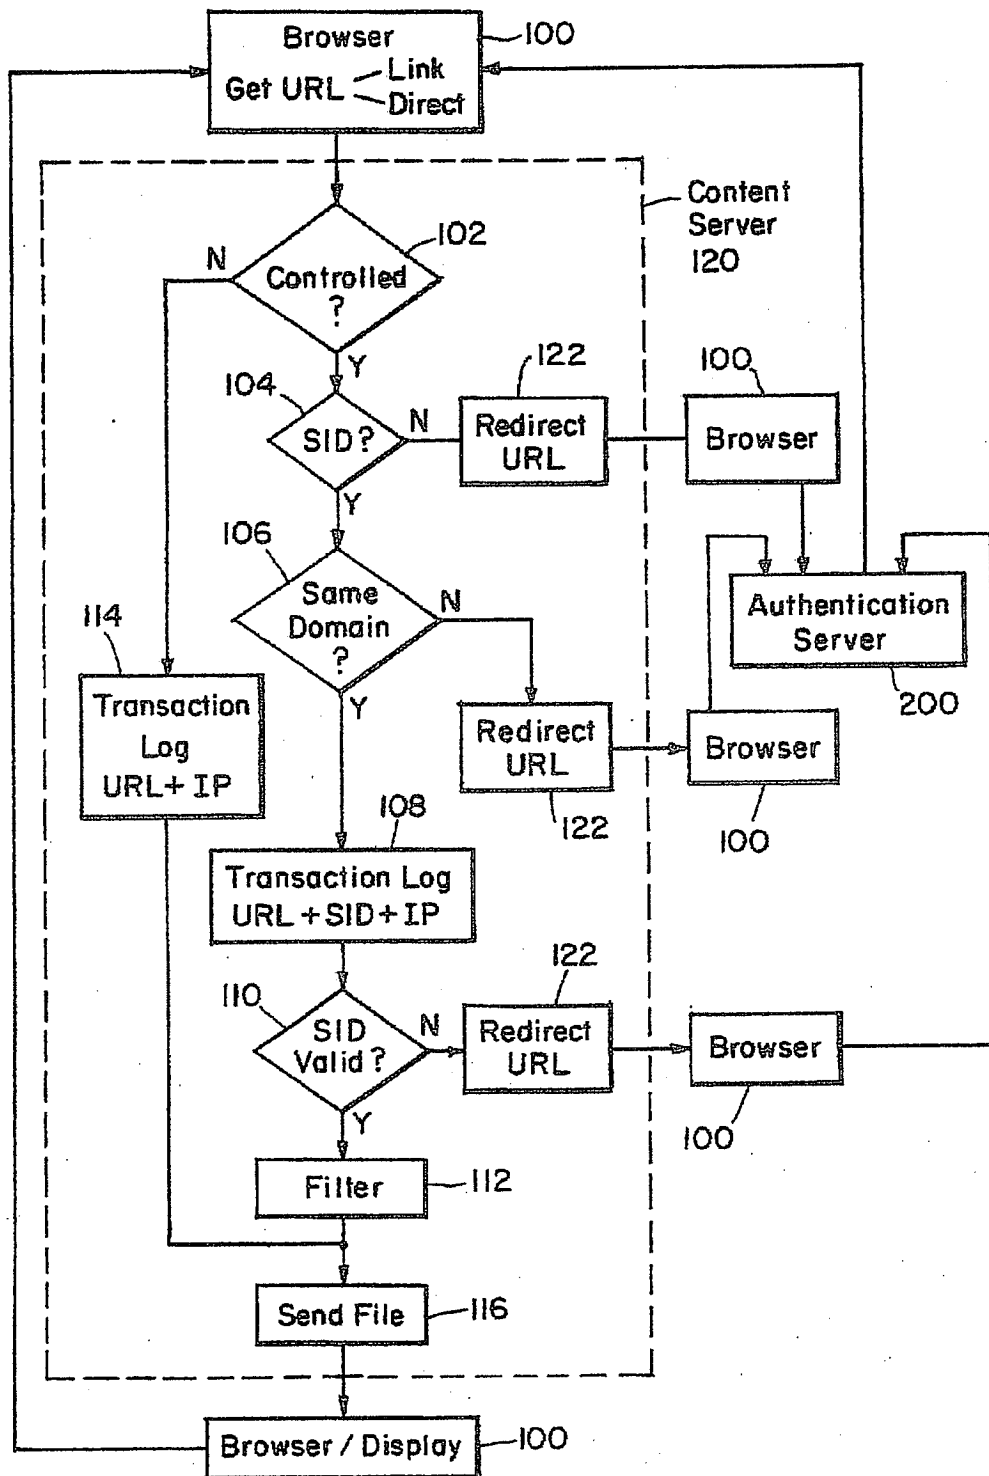 Browser
100
Get URL
Link
Direct
Content
Server
120
102
N
Controlled
?
Y
104
SID?
N
122
Redirect
URL
100
Browser
Y
106
Same
Domain
?
N
Authentication
Server
200
114
Transaction
Log
URL+ IP
Y
Redirect
URL
122
Browser
100
108
Transaction Log
URL+SID+IP
110
SID
Valid?
N
122
Redirect
URL
Browser
100
Y
Filter
112
Send File
116
Browser / Display
100